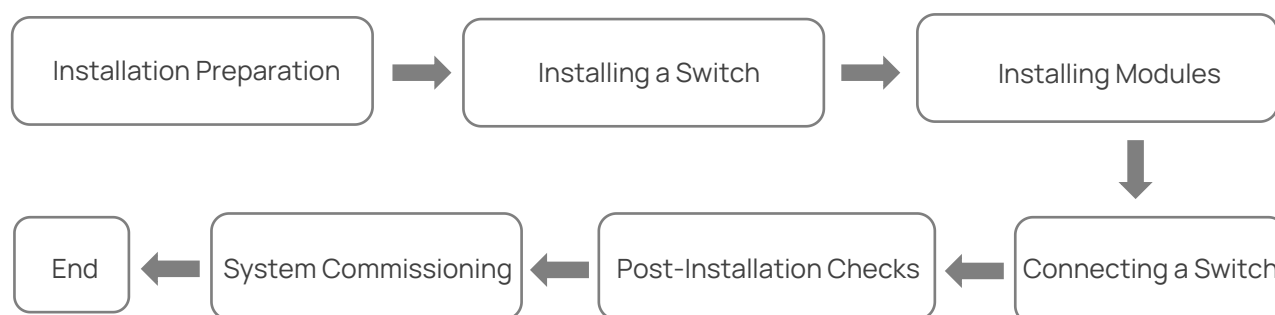 Installation Preparation
Installing a Switch
Installing Modules
Connecting a Switch
Post-Installation Checks
System Commissioning
End